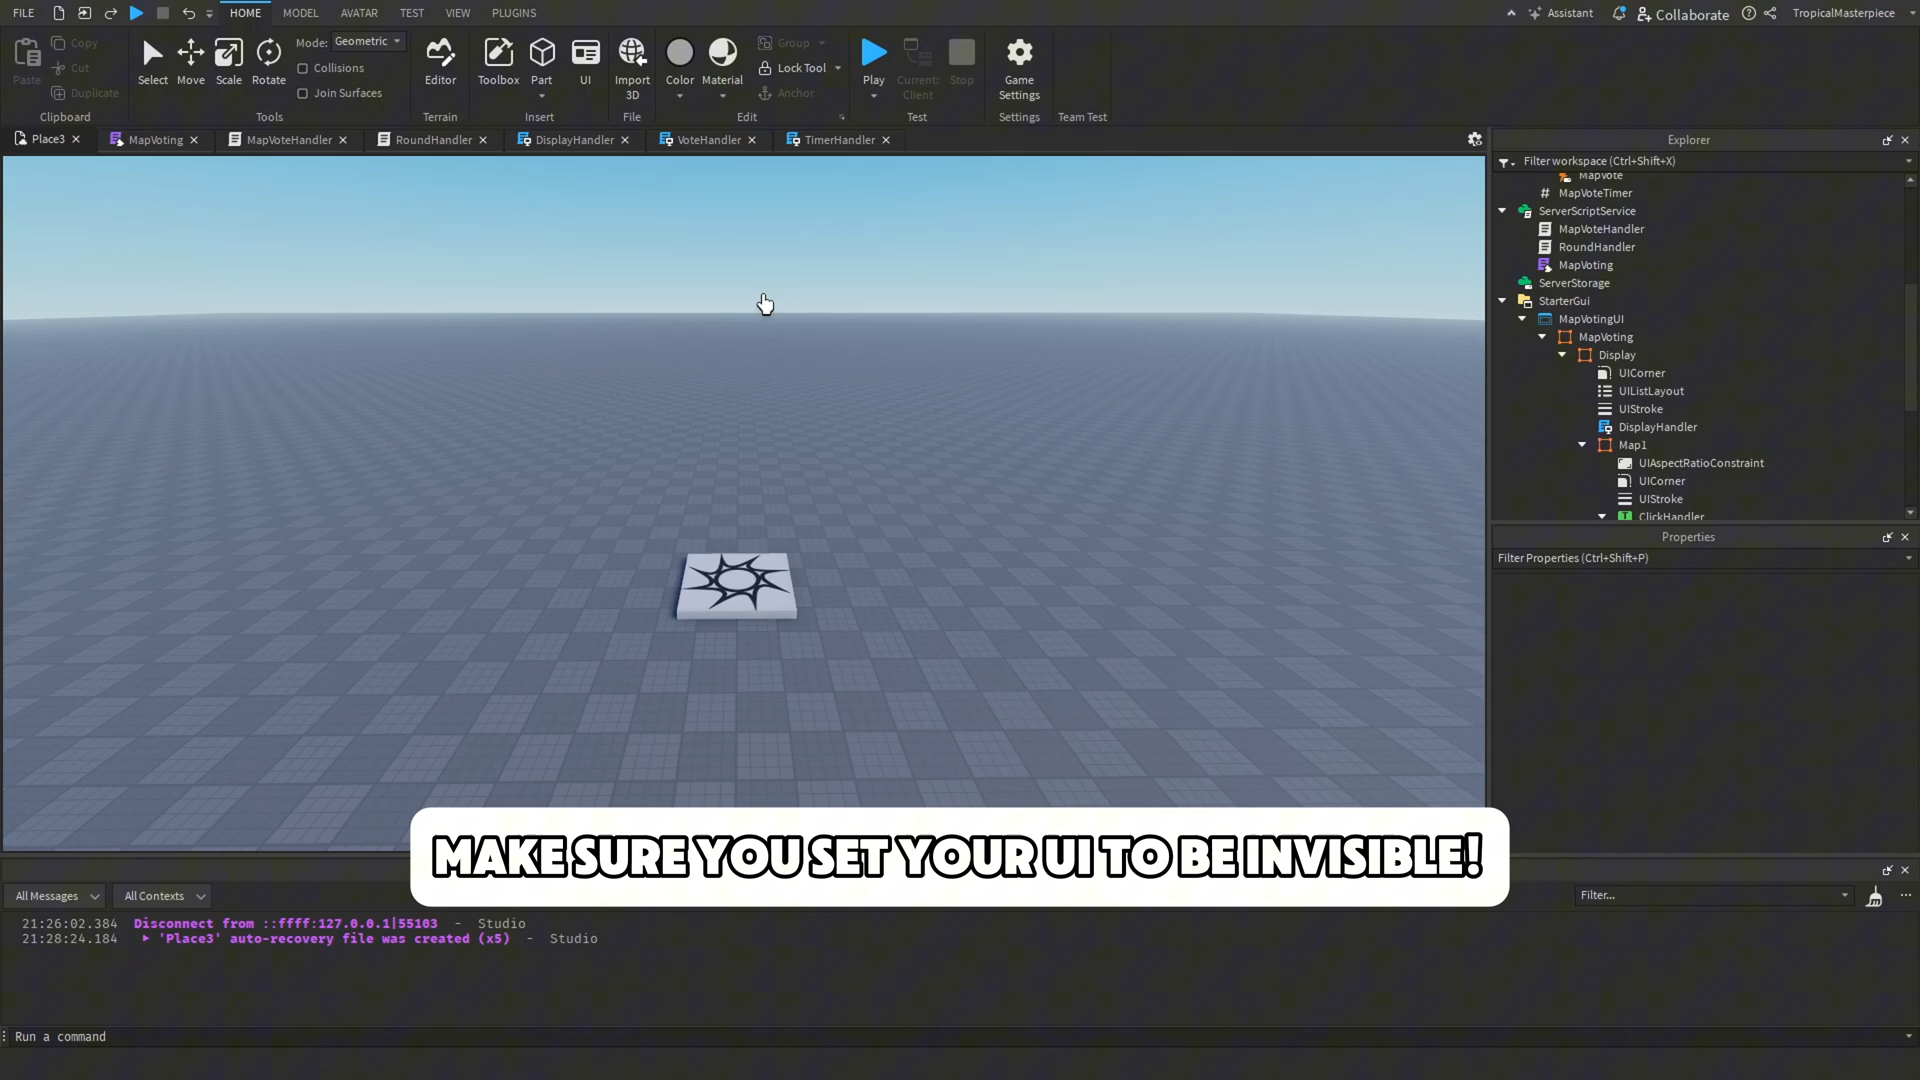 FILE HOME MODEL AVATAR TEST VIEW PLUGINS Assistant Collaborate TropicalMasterpiece
Paste Copy Cut Duplicate Clipboard
Select Move Scale Rotate Mode: Geometric Collisions Join Surfaces Tools
Editor Terrain
Toolbox Part UI Insert
Import 3D File
Color Material Group Lock Tool Anchor Edit
Play Current: Client Stop Test
Game Settings Settings
Team Test
Place3 MapVoting MapVoteHandler RoundHandler DisplayHandler VoteHandler TimerHandler
Explorer
Filter workspace (Ctrl+Shift+X)
MapVote
MapVoteTimer
ServerScriptService
MapVoteHandler
RoundHandler
MapVoting
ServerStorage
StarterGui
MapVotingUI
MapVoting
Display
UICorner
UIListLayout
UIStroke
DisplayHandler
Map1
UIAspectRatioConstraint
UICorner
UIStroke
ClickHandler
Properties
Filter Properties (Ctrl+Shift+P)
MAKE SURE YOU SET YOUR UI TO BE INVISIBLE!
All Messages All Contexts Filter...
21:26:02.384 Disconnect from ::ffff:127.0.0.1|55103 - Studio
21:28:24.184 ▶ 'Place3' auto-recovery file was created (x5) - Studio
Run a command